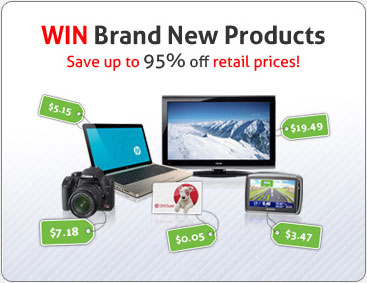 WIN Brand New Products
Save up to 95% off retail prices!
$5.15
$19.49
hp
$7.18
$0.05
$3.47